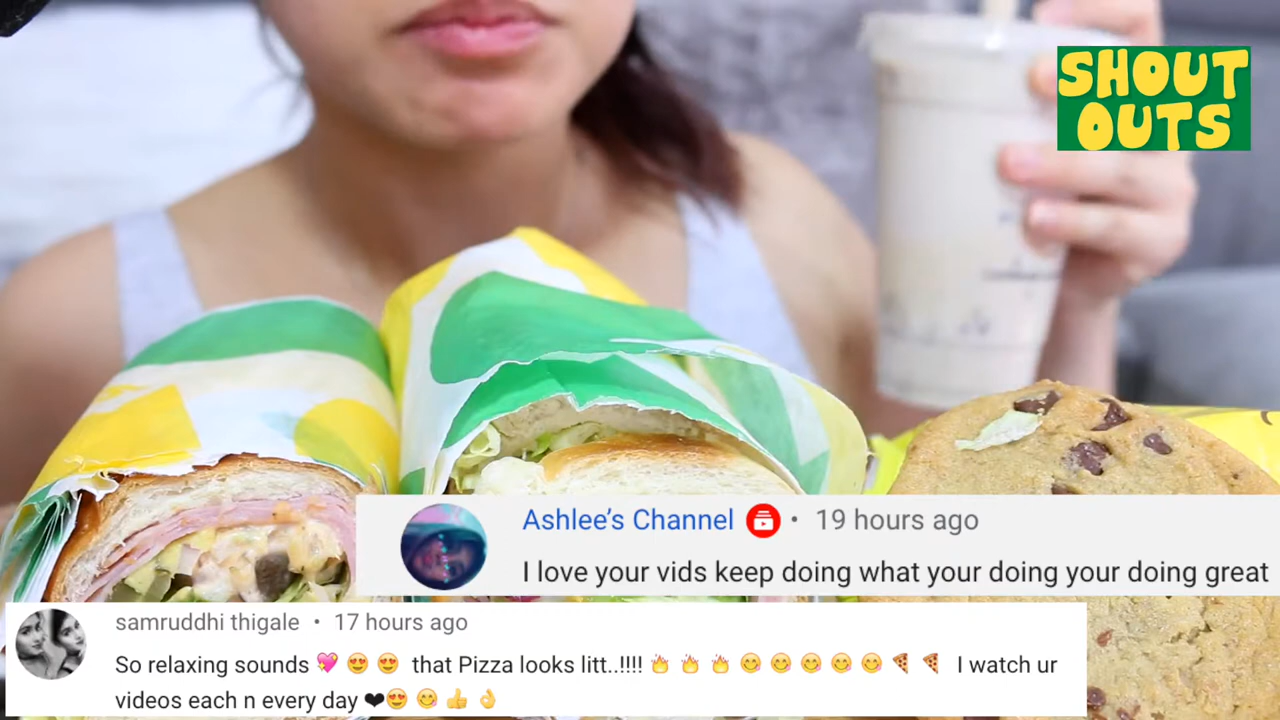 SHOUT
OUTS
Ashlee’s Channel • 19 hours ago
I love your vids keep doing what your doing your doing great
samruddhi thigale • 17 hours ago
So relaxing sounds 💖 😍 😍 that Pizza looks litt..!!!! 🔥 🔥 🔥 😋 😋 😋 😋 😋 🍕 🍕 I watch ur
videos each n every day ❤😍 😋 👍 👌